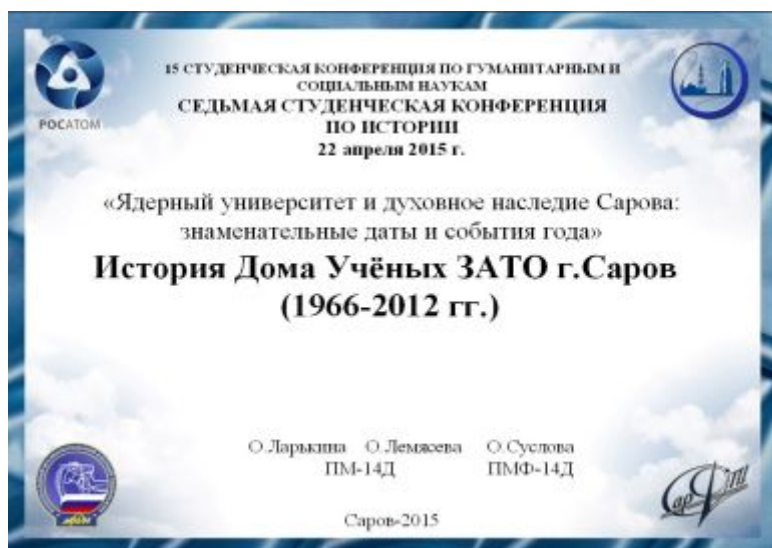 15 СТУДЕНЧЕСКАЯ КОНФЕРЕНЦИЯ ПО ГУМАНИТАРНЫМ И
СОЦИАЛЬНЫМ НАУКАМ
СЕДЬМАЯ СТУДЕНЧЕСКАЯ КОНФЕРЕНЦИЯ
ПО ИСТОРИИ
22 апреля 2015 г.
РОСАТОМ
«Ядерный университет и духовное наследие Сарова:
знаменательные даты и события года»
История Дома Учёных ЗАТО г.Саров
(1966-2012 гг.)
О.Ларькина О.Лемясева О.Суслова
ПМ-14Д ПМФ-14Д
СарФТИ
Саров-2015